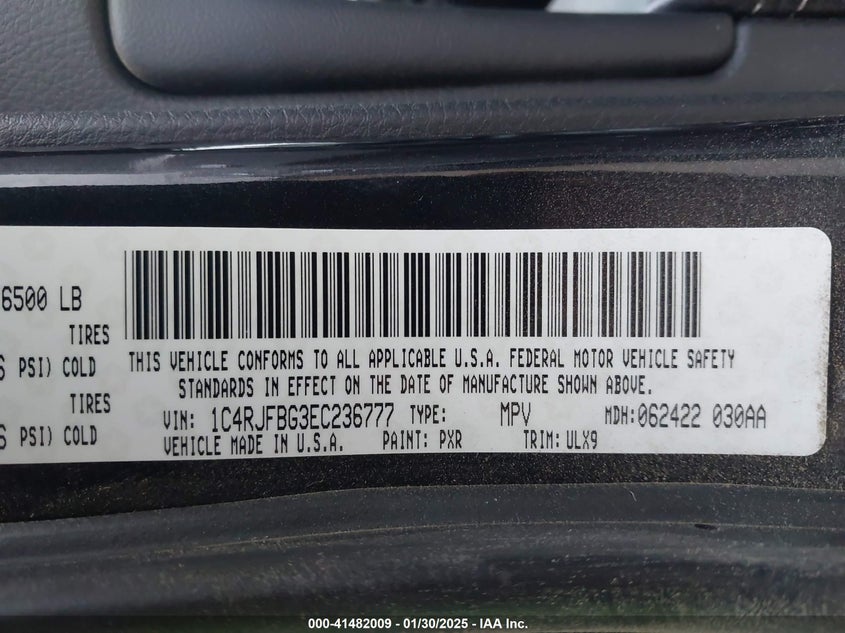 6500 LB
TIRES
PSI) COLD
THIS VEHICLE CONFORMS TO ALL APPLICABLE U.S.A. FEDERAL MOTOR VEHICLE SAFETY
STANDARDS IN EFFECT ON THE DATE OF MANUFACTURE SHOWN ABOVE.
TIRES
PSI) COLD
VIN: 1C4RJFBG3EC236777 TYPE: MPV MDH:062422 030AA
VEHICLE MADE IN U.S.A. PAINT: PXR TRIM: ULX9
000-41482009 - 01/30/2025 - IAA Inc.